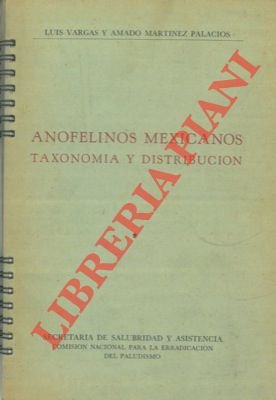 LUIS VARGAS Y AMADO MARTINEZ PALACIOS
ANOFELINOS MEXICANOS
TAXONOMIA Y DISTRIBUCION
LIBRERIA PIANI
SECRETARIA DE SALUBRIDAD Y ASISTENCIA
COMISION NACIONAL PARA LA ERRADICACION
DEL PALUDISMO